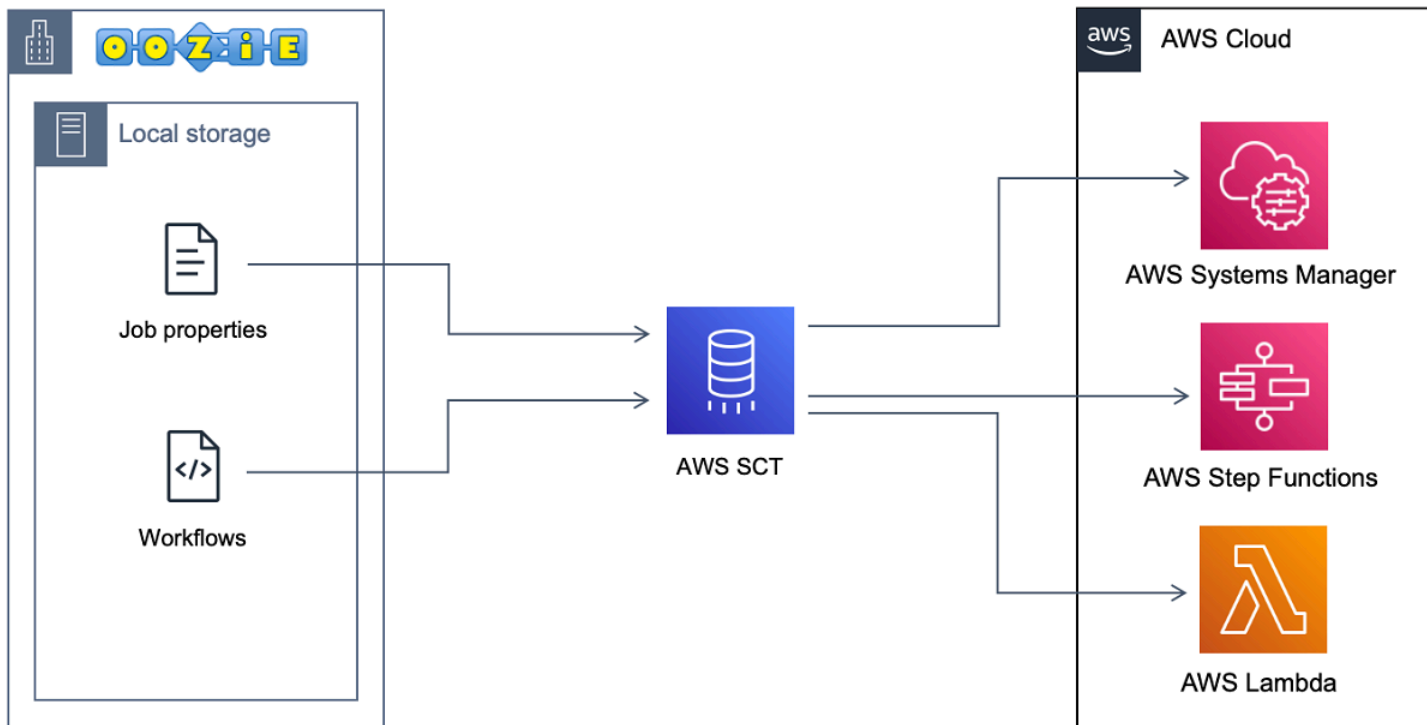 OOZiE
Local storage
Job properties
Workflows
AWS SCT
aws
AWS Cloud
AWS Systems Manager
AWS Step Functions
AWS Lambda